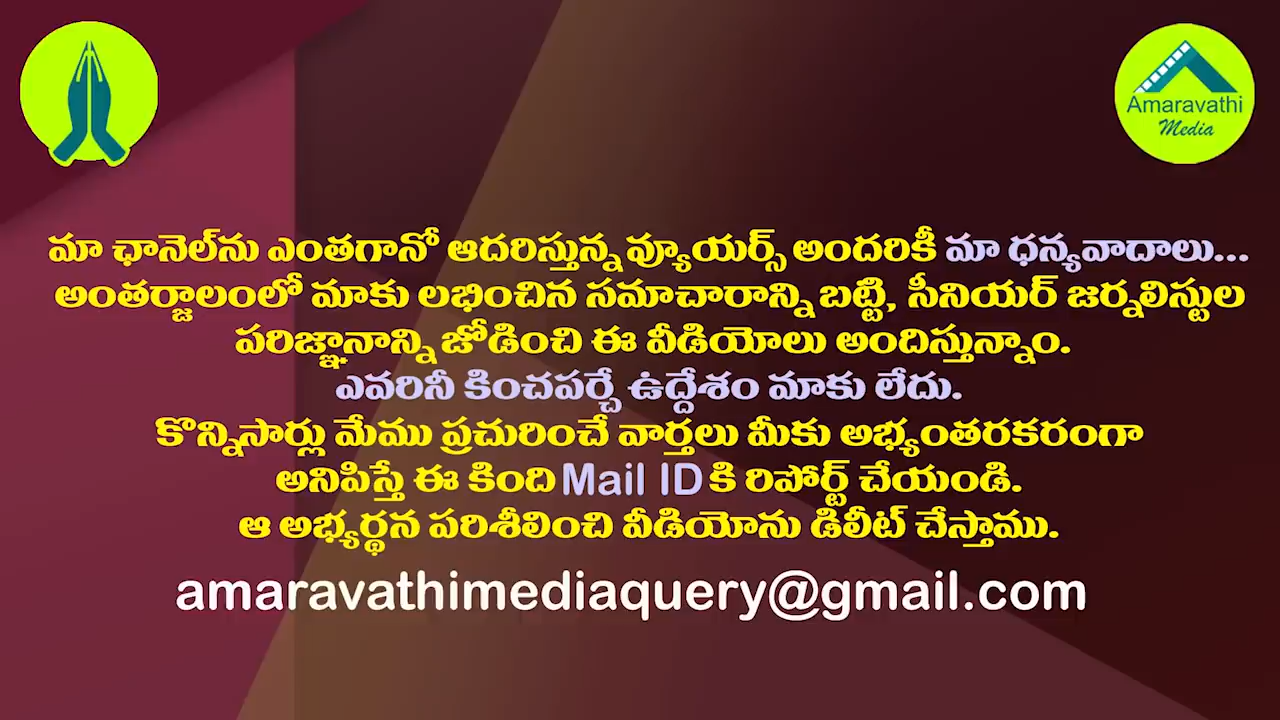 Amaravathi
Media
మా ఛానెల్‌ను ఎంతగానో ఆదరిస్తున్న వ్యూయర్స్ అందరికీ మా ధన్యవాదాలు...
అంతర్జాలంలో మాకు లభించిన సమాచారాన్ని బట్టి, సీనియర్ జర్నలిస్టుల
పరిజ్ఞానాన్ని జోడించి ఈ వీడియోలు అందిస్తున్నాం.
ఎవరినీ కించపర్చే ఉద్దేశం మాకు లేదు.
కొన్నిసార్లు మేము ప్రచురించే వార్తలు మీకు అభ్యంతరకరంగా
అనిపిస్తే ఈ కింది Mail ID కి రిపోర్ట్ చేయండి.
ఆ అభ్యర్థన పరిశీలించి వీడియోను డిలీట్ చేస్తాము.
amaravathimediaquery@gmail.com